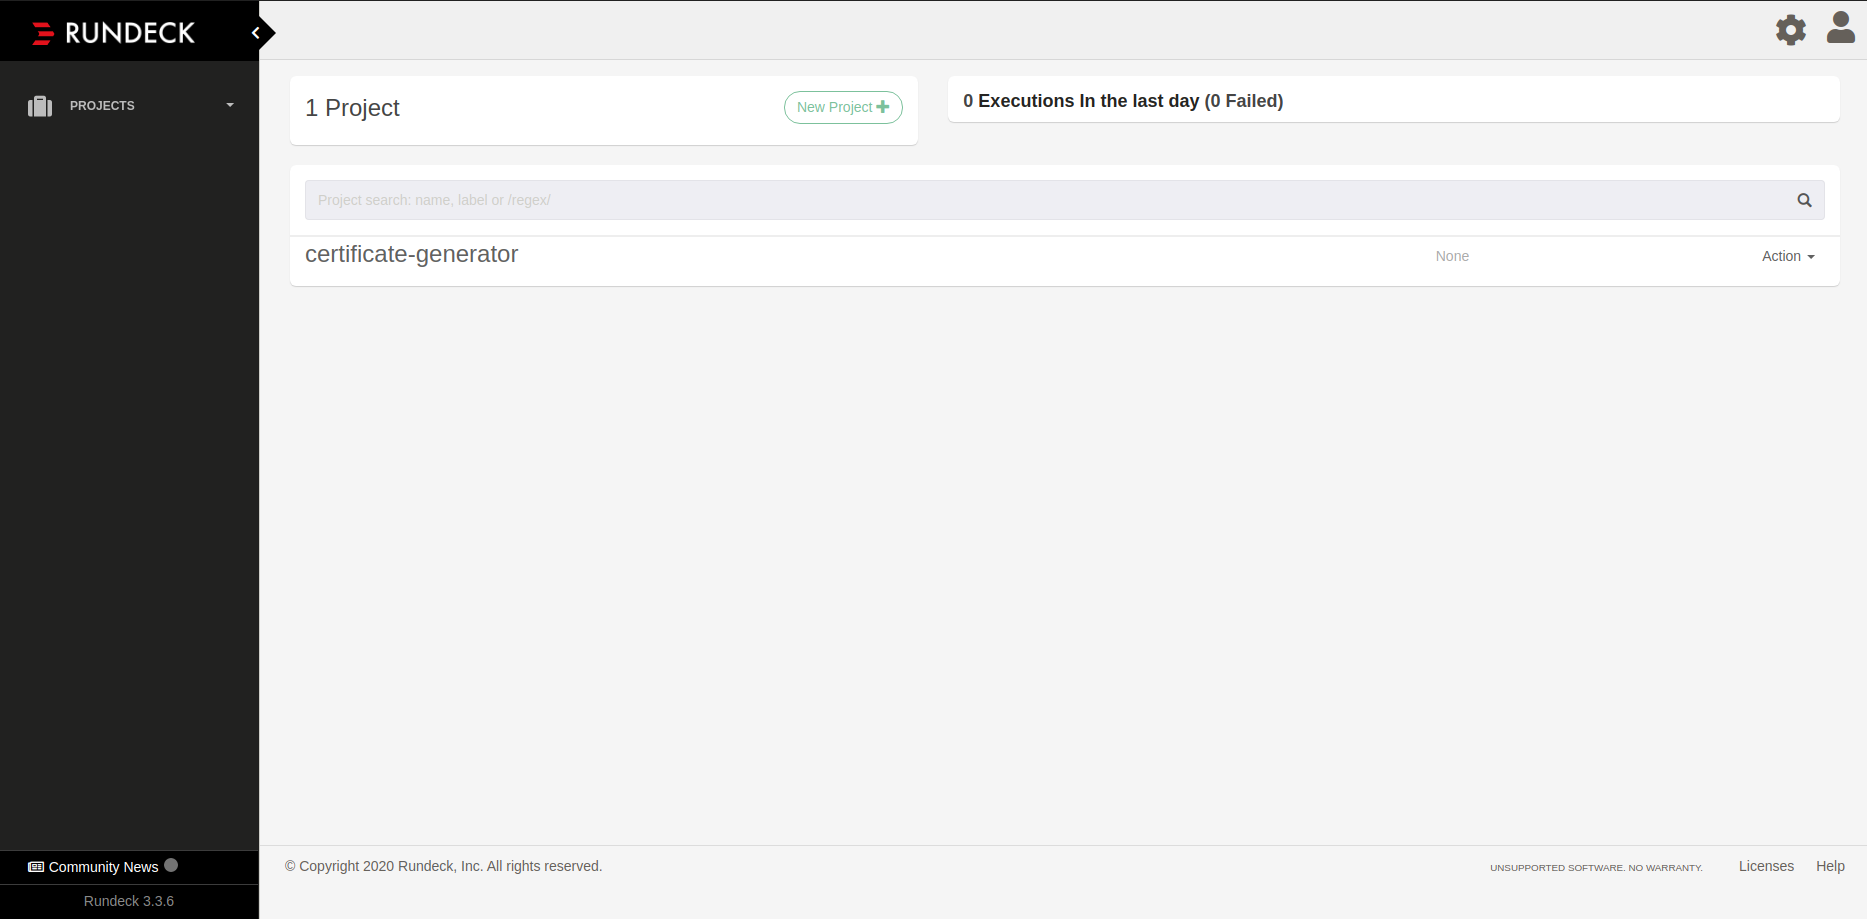 RUNDECK
PROJECTS
1 Project
New Project
0 Executions In the last day (0 Failed)
Project search: name, label or /regex/
certificate-generator
None
Action
Community News
Rundeck 3.3.6
© Copyright 2020 Rundeck, Inc. All rights reserved.
UNSUPPORTED SOFTWARE. NO WARRANTY.
Licenses
Help